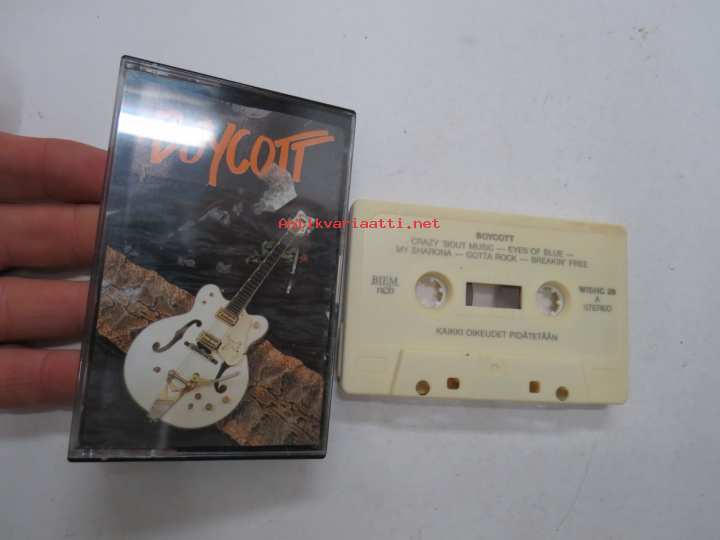 BOYCOTT
Antikvariaatti.net
BOYCOTT
CRAZY 'BOUT MUSIC — EYES OF BLUE —
MY SHARONA — GOTTA ROCK — BREAKIN' FREE
BIEM
ncb
WISHC 28
A
STEREO
KAIKKI OIKEUDET PIDÄTETÄÄN